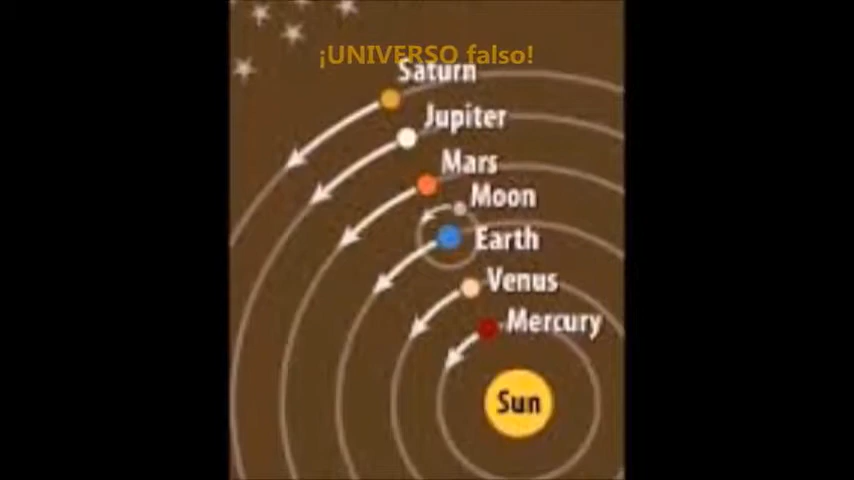 ¡UNIVERSO falso!
Saturn
Jupiter
Mars
Moon
Earth
Venus
Mercury
Sun